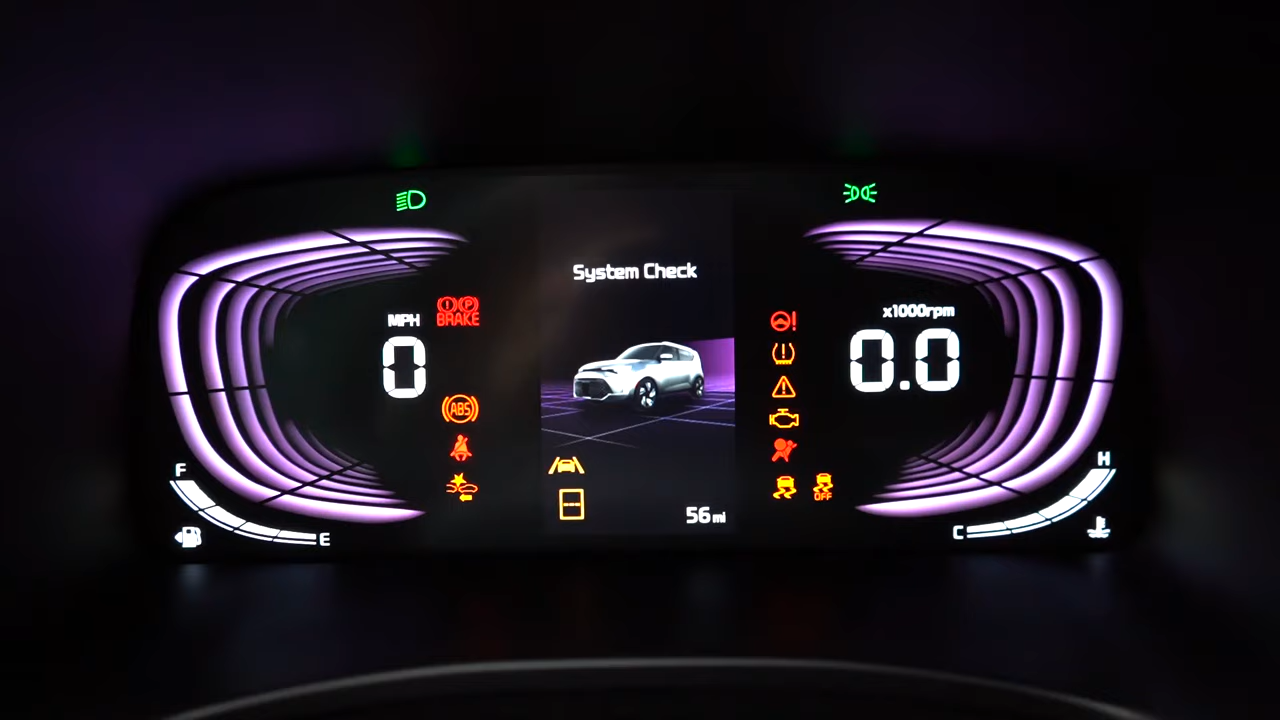 System Check
MPH
0
(!) (P)
BRAKE
ABS
x1000rpm
0.0
F
E
OFF
56 mi
H
C